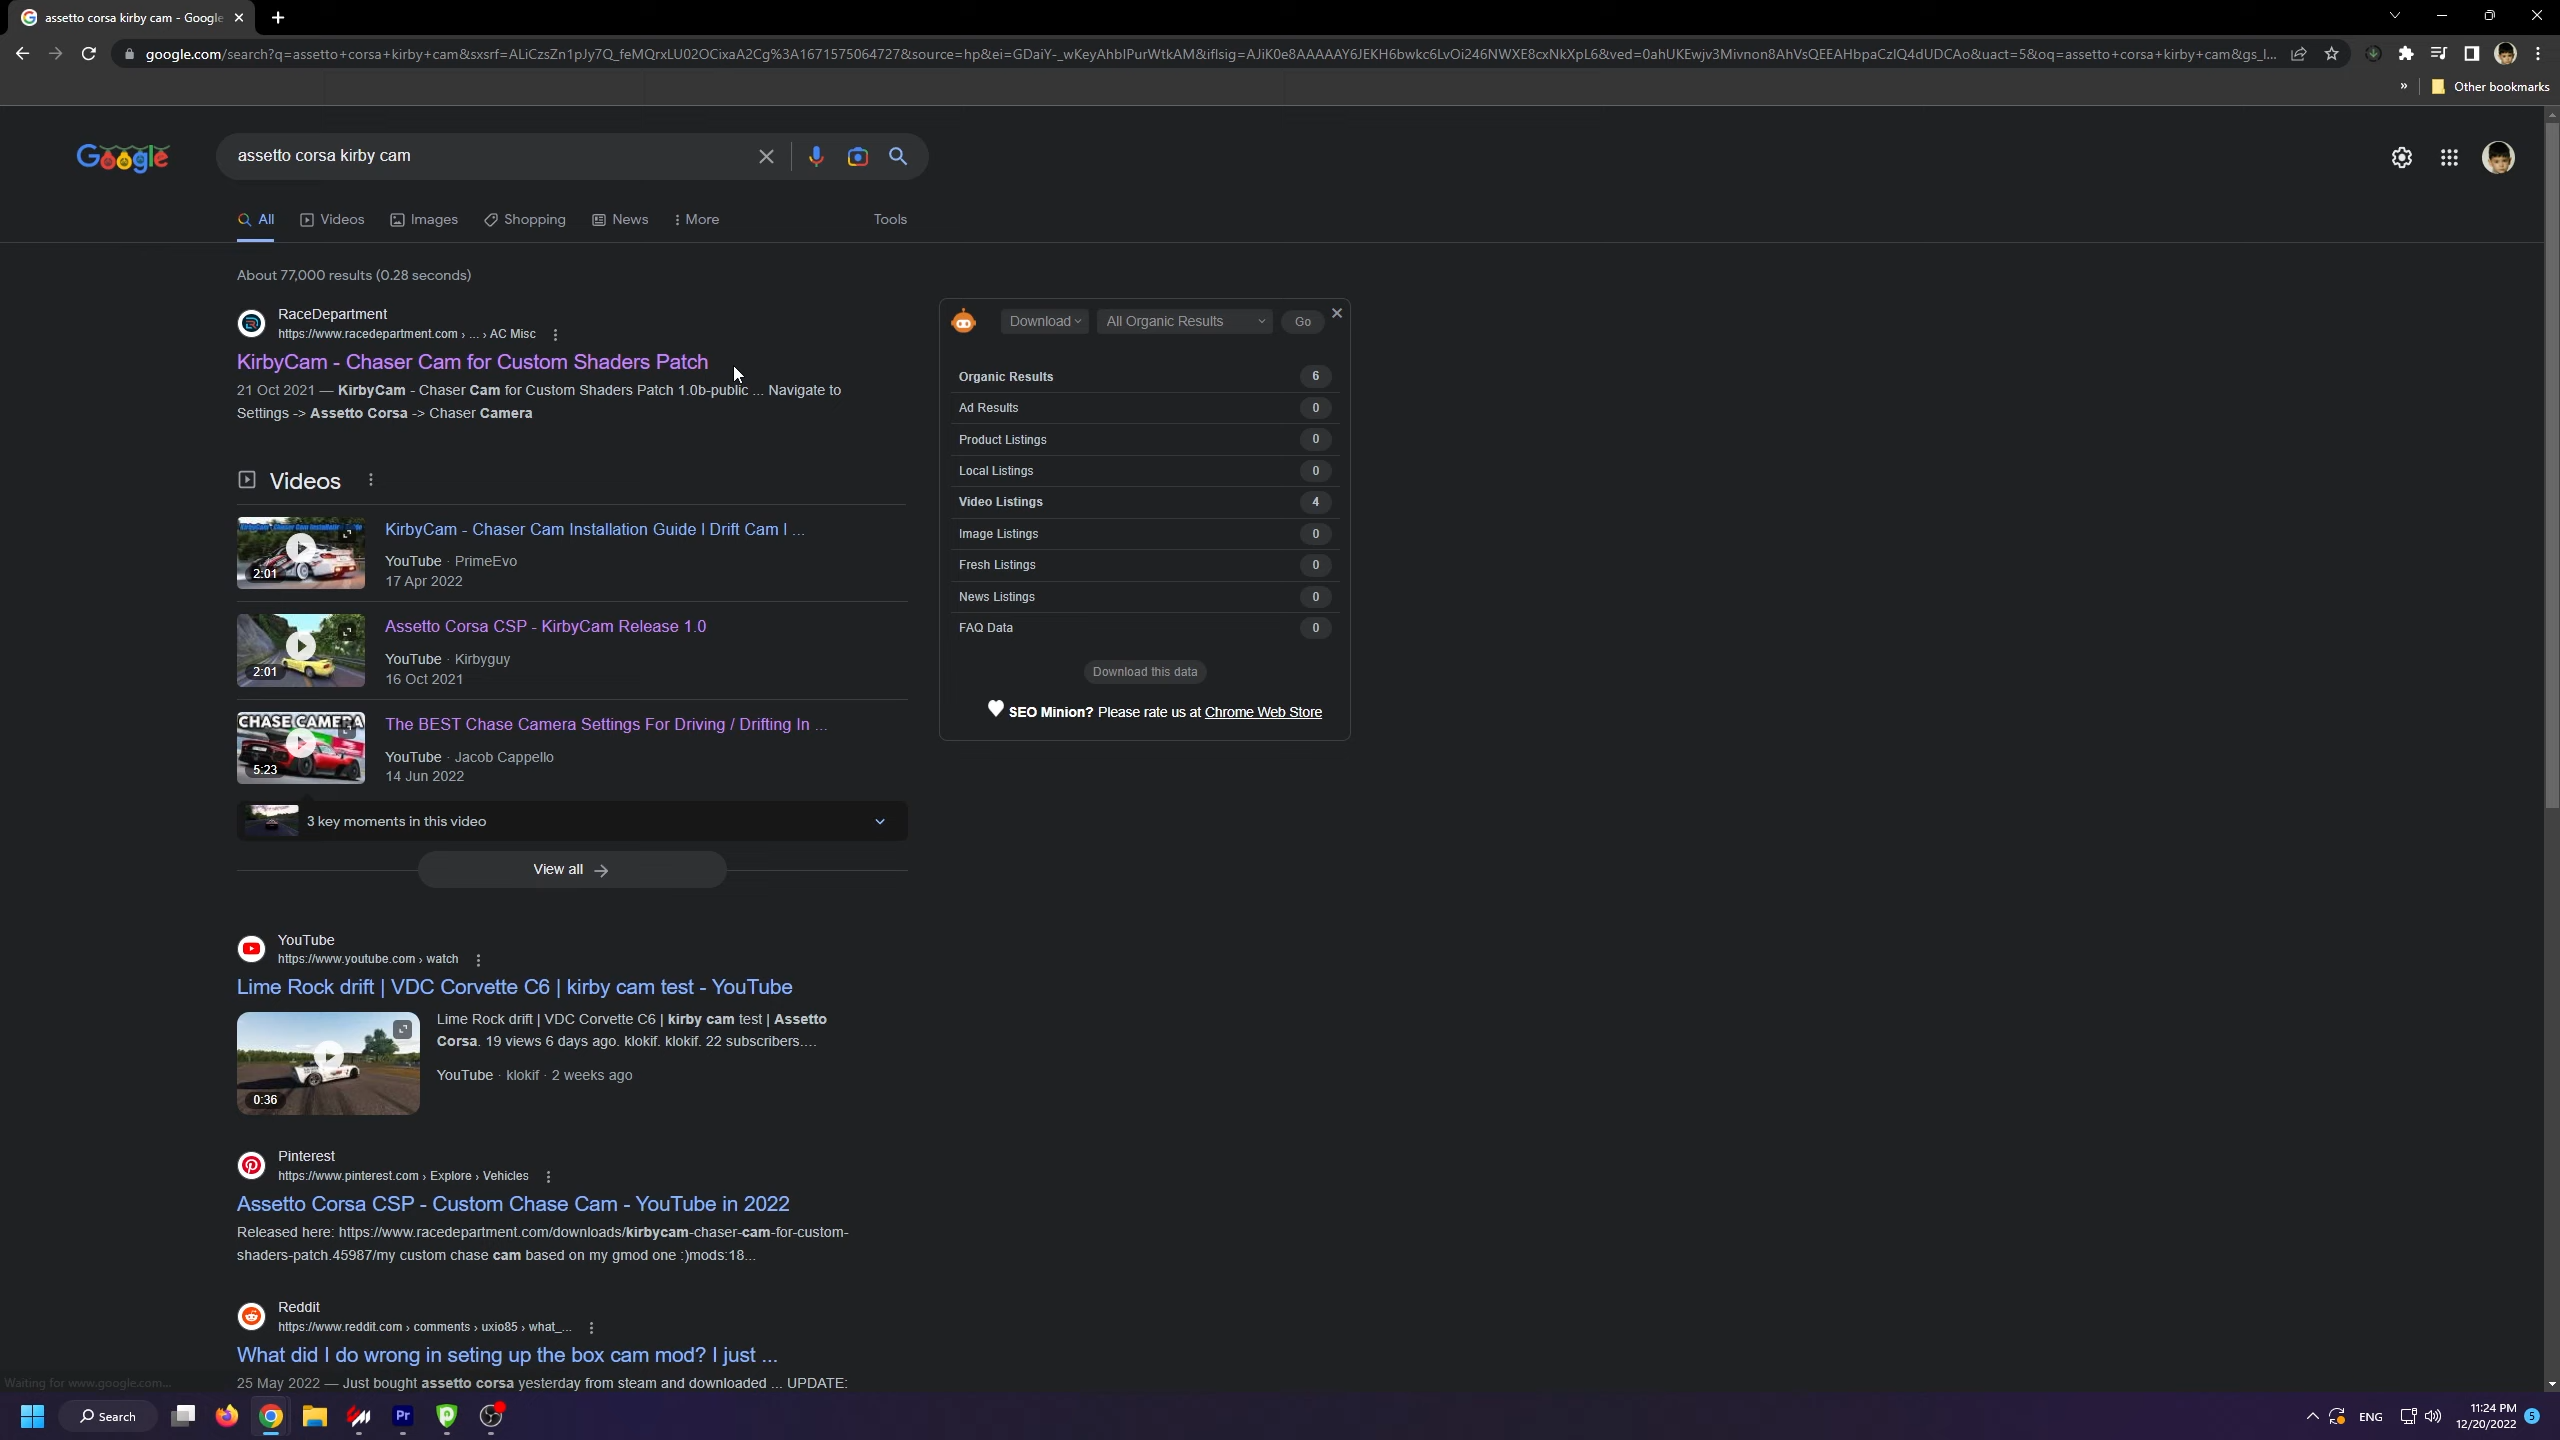 assetto corsa kirby cam - Google
google.com/search?q=assetto+corsa+kirby+cam&sxsrf=ALiCzsZn1pJy7Q_feMQrxLU02OCixaA2Cg%3A1671575064727&source=hp&ei=GDaiY-_wKeyAhbIPurWtkAM&iflsig=AJiK0e8AAAAAY6JEKH6bwkc6LvOi246NWXE8cxNkXpL6&ved=0ahUKEwjv3Mivnon8AhVsQEEAHbpaCzIQ4dUDCAo&uact=5&oq=assetto+corsa+kirby+cam&gs_l...
» Other bookmarks
Google
assetto corsa kirby cam
All Videos Images Shopping News More Tools
About 77,000 results (0.28 seconds)
RaceDepartment
https://www.racedepartment.com › ... › AC Misc
KirbyCam - Chaser Cam for Custom Shaders Patch
21 Oct 2021 — KirbyCam - Chaser Cam for Custom Shaders Patch 1.0b-public ... Navigate to
Settings -> Assetto Corsa -> Chaser Camera
Videos
KirbyCam - Chaser Cam Installation Guide I Drift Cam I ...
YouTube · PrimeEvo
2:01
17 Apr 2022
Assetto Corsa CSP - KirbyCam Release 1.0
YouTube · Kirbyguy
2:01
16 Oct 2021
CHASE CAMERA
The BEST Chase Camera Settings For Driving / Drifting In ...
YouTube · Jacob Cappello
5:23
14 Jun 2022
3 key moments in this video
View all
YouTube
https://www.youtube.com › watch
Lime Rock drift | VDC Corvette C6 | kirby cam test - YouTube
Lime Rock drift | VDC Corvette C6 | kirby cam test | Assetto
Corsa. 19 views 6 days ago. klokif. klokif. 22 subscribers....
YouTube · klokif · 2 weeks ago
0:36
Pinterest
https://www.pinterest.com › Explore › Vehicles
Assetto Corsa CSP - Custom Chase Cam - YouTube in 2022
Released here: https://www.racedepartment.com/downloads/kirbycam-chaser-cam-for-custom-
shaders-patch.45987/my custom chase cam based on my gmod one :)mods:18...
Reddit
https://www.reddit.com › comments › uxio85 › what_...
What did I do wrong in seting up the box cam mod? I just ...
25 May 2022 — Just bought assetto corsa yesterday from steam and downloaded ... UPDATE:
Download All Organic Results Go
Organic Results 6
Ad Results 0
Product Listings 0
Local Listings 0
Video Listings 4
Image Listings 0
Fresh Listings 0
News Listings 0
FAQ Data 0
Download this data
SEO Minion? Please rate us at Chrome Web Store
Waiting for www.google.com...
Search
Pr
ENG
11:24 PM
12/20/2022
5